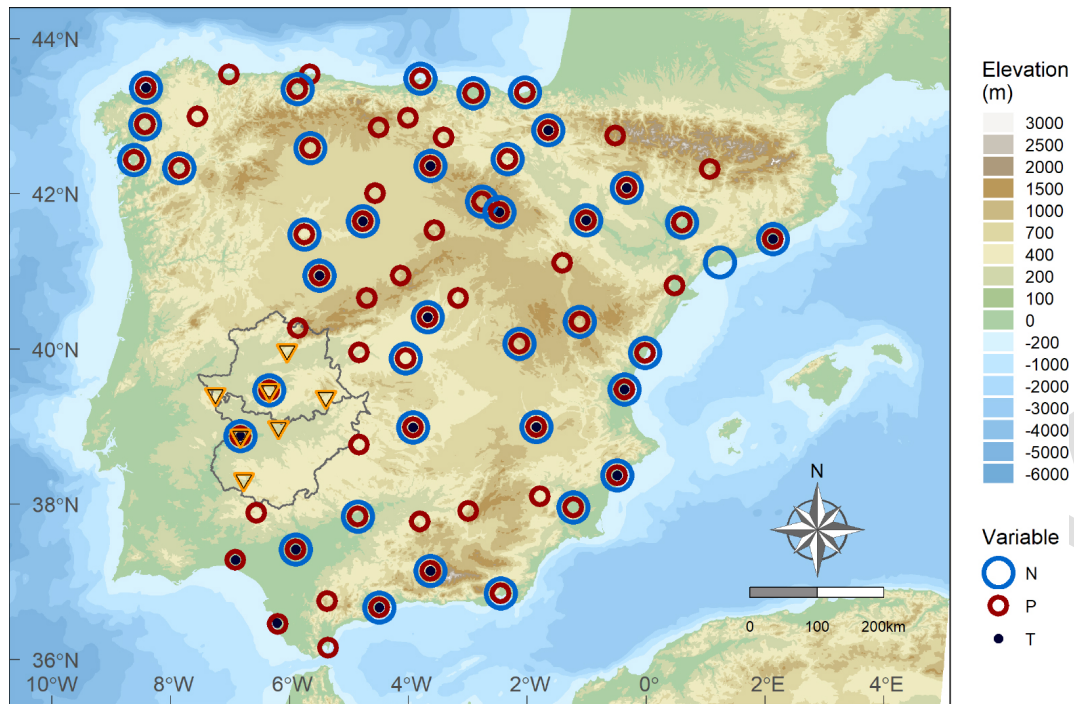 44°N
42°N
40°N
38°N
36°N
10°W
8°W
6°W
4°W
2°W
0°
2°E
4°E
N
0
100
200km
Elevation
(m)
3000
2500
2000
1500
1000
700
400
200
100
0
-200
-1000
-2000
-3000
-4000
-5000
-6000
Variable
N
P
T